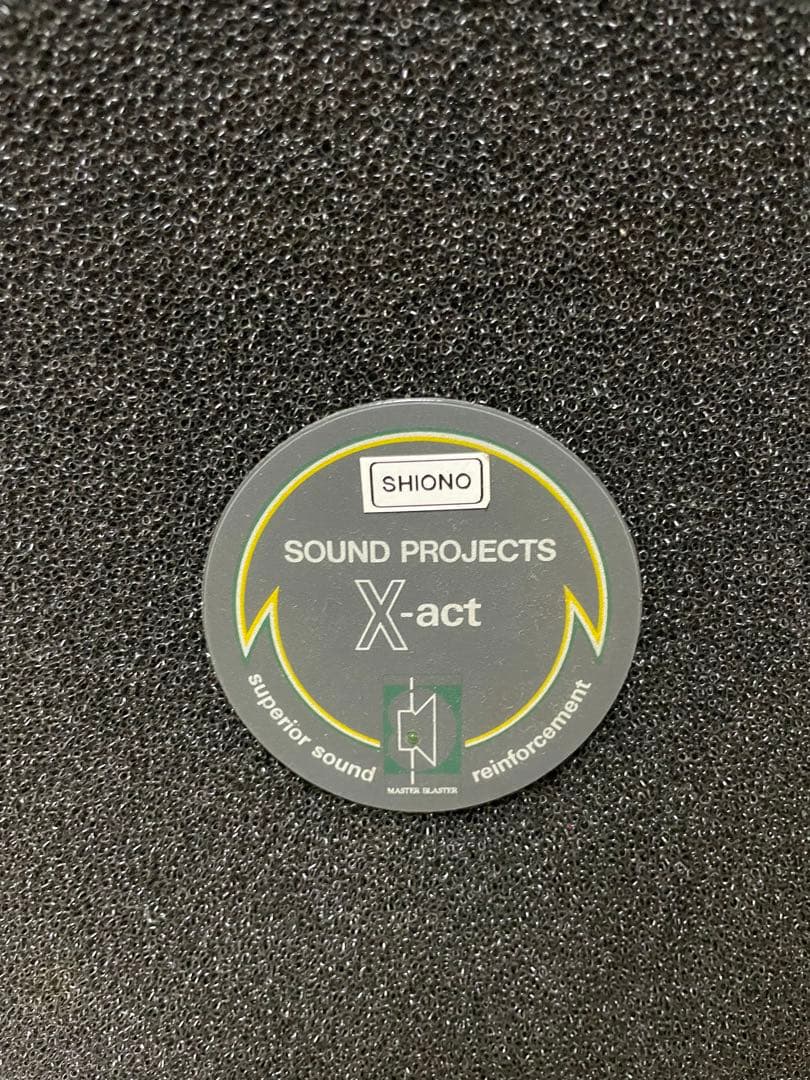 SHIONO
SOUND PROJECTS
X-act
superior sound reinforcement
MASTER BLASTER